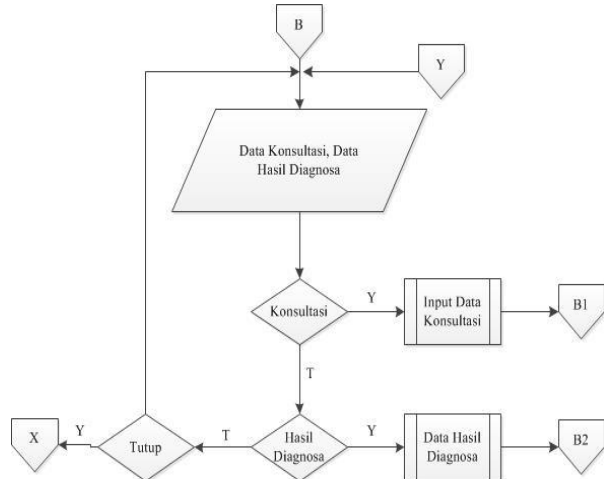 B
Y
Data Konsultasi, Data
Hasil Diagnosa
Konsultasi
Y
Input Data
Konsultasi
B1
T
X
Y
Tutup
T
Hasil
Diagnosa
Y
Data Hasil
Diagnosa
B2